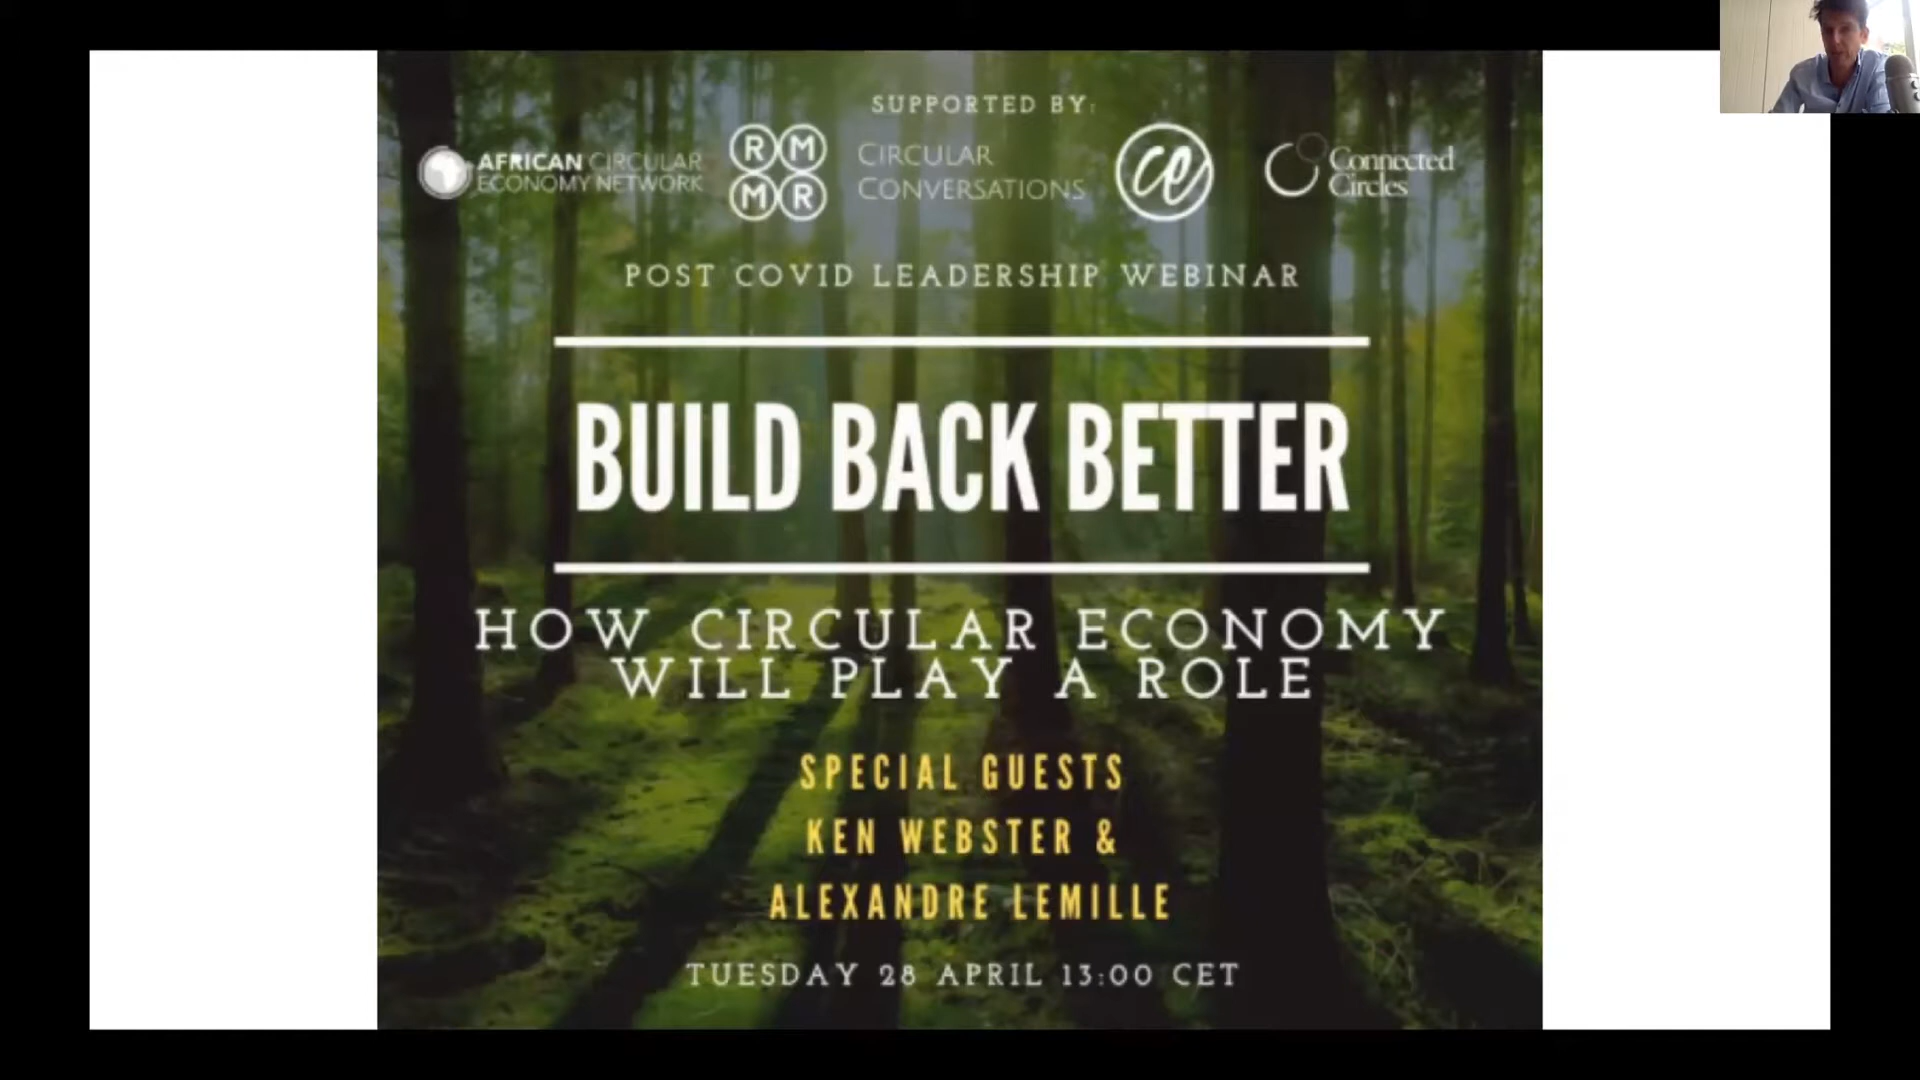 SUPPORTED BY:
AFRICAN CIRCULAR
ECONOMY NETWORK
R M
M R
CIRCULAR
CONVERSATIONS
ce
Connected
Circles
POST COVID LEADERSHIP WEBINAR
BUILD BACK BETTER
HOW CIRCULAR ECONOMY
WILL PLAY A ROLE
SPECIAL GUESTS
KEN WEBSTER &
ALEXANDRE LEMILLE
TUESDAY 28 APRIL 13:00 CET